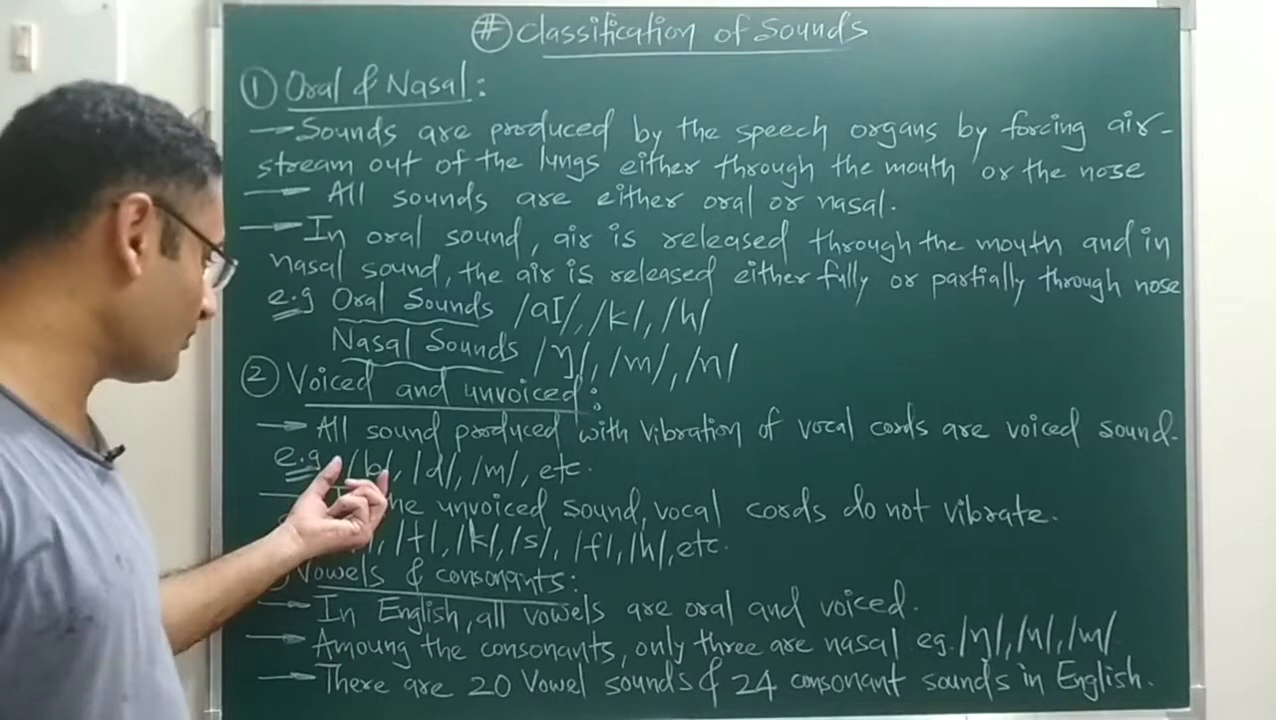 # Classification of Sounds
① Oral & Nasal:
→ Sounds are produced by the speech organs by forcing air-
stream out of the lungs either through the mouth or the nose
→ All sounds are either oral or nasal.
→ In oral sound, air is released through the mouth and in
nasal sound, the air is released either fully or partially through nose
e.g Oral Sounds /aI/, /k/, /h/
Nasal Sounds /ŋ/, /m/, /n/
② Voiced and unvoiced:
→ All sound produced with vibration of vocal cords are voiced sound.
e.g /b/, /d/, /m/, etc.
the unvoiced sound, vocal cords do not vibrate.
/t/, /k/, /s/, /f/, /h/, etc.
Vowels & consonants:
→ In English, all vowels are oral and voiced.
→ Amoung the consonants, only three are nasal eg. /ŋ/, /n/, /m/
→ There are 20 Vowel sounds & 24 consonant sounds in English.